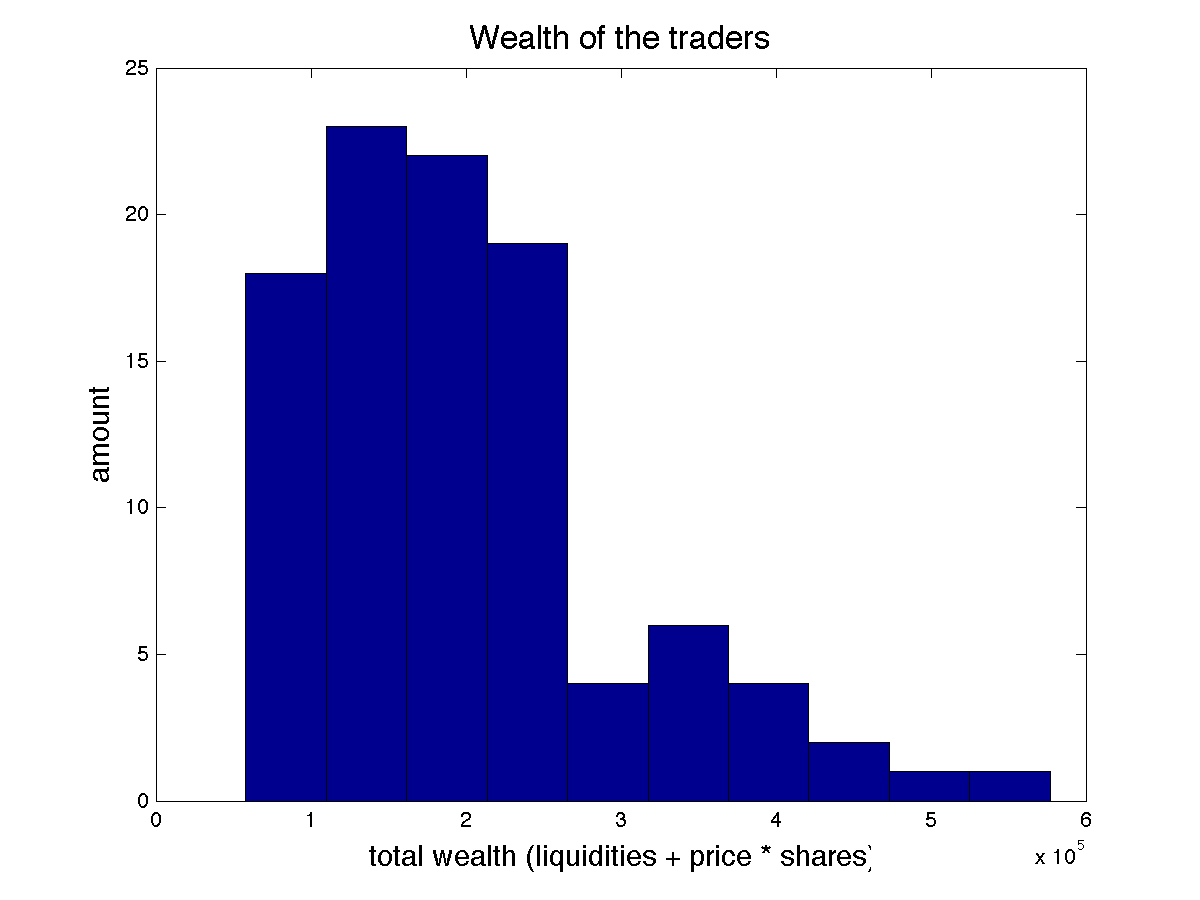 Wealth of the traders
25
20
15
10
5
0
amount
0 1 2 3 4 5 6
x 10^5
total wealth (liquidities + price * shares)